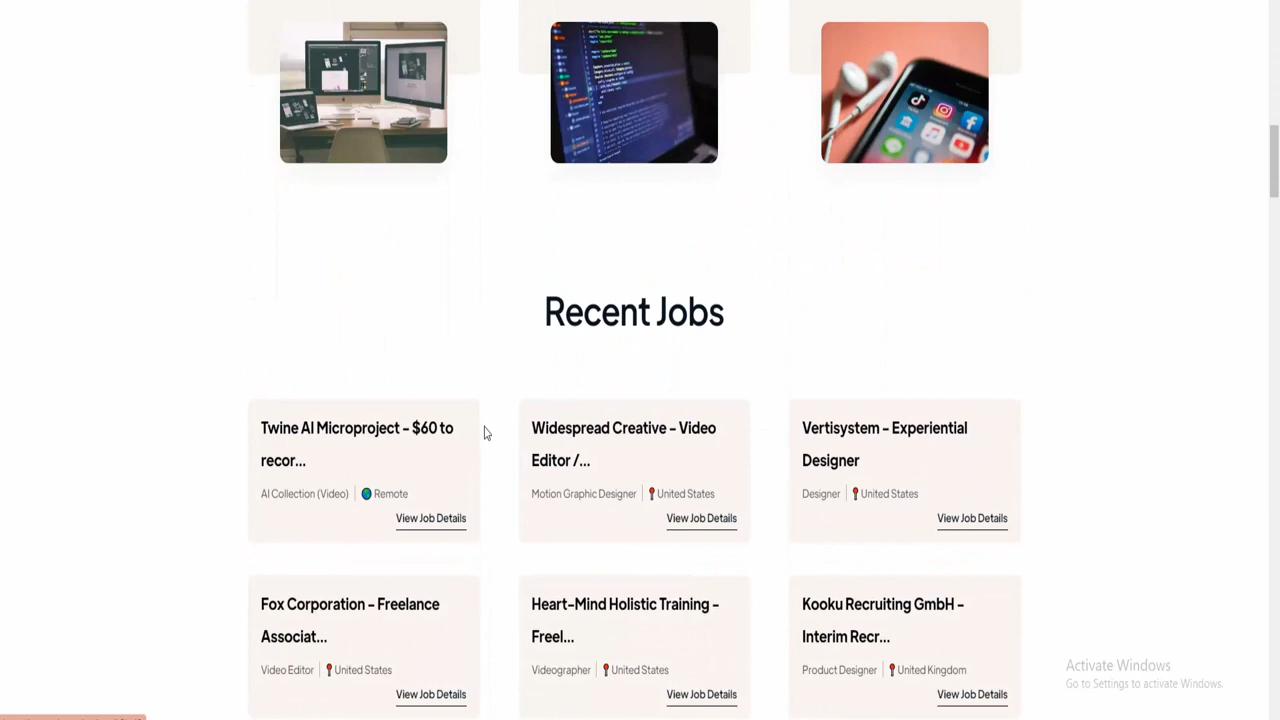 Recent Jobs
Twine AI Microproject – $60 to
recor...
AI Collection (Video)
Remote
View Job Details
Widespread Creative – Video
Editor /...
Motion Graphic Designer
United States
View Job Details
Vertisystem – Experiential
Designer
Designer
United States
View Job Details
Fox Corporation – Freelance
Associat...
Video Editor
United States
View Job Details
Heart-Mind Holistic Training –
Freel...
Videographer
United States
View Job Details
Kooku Recruiting GmbH –
Interim Recr...
Product Designer
United Kingdom
View Job Details
Activate Windows
Go to Settings to activate Windows.